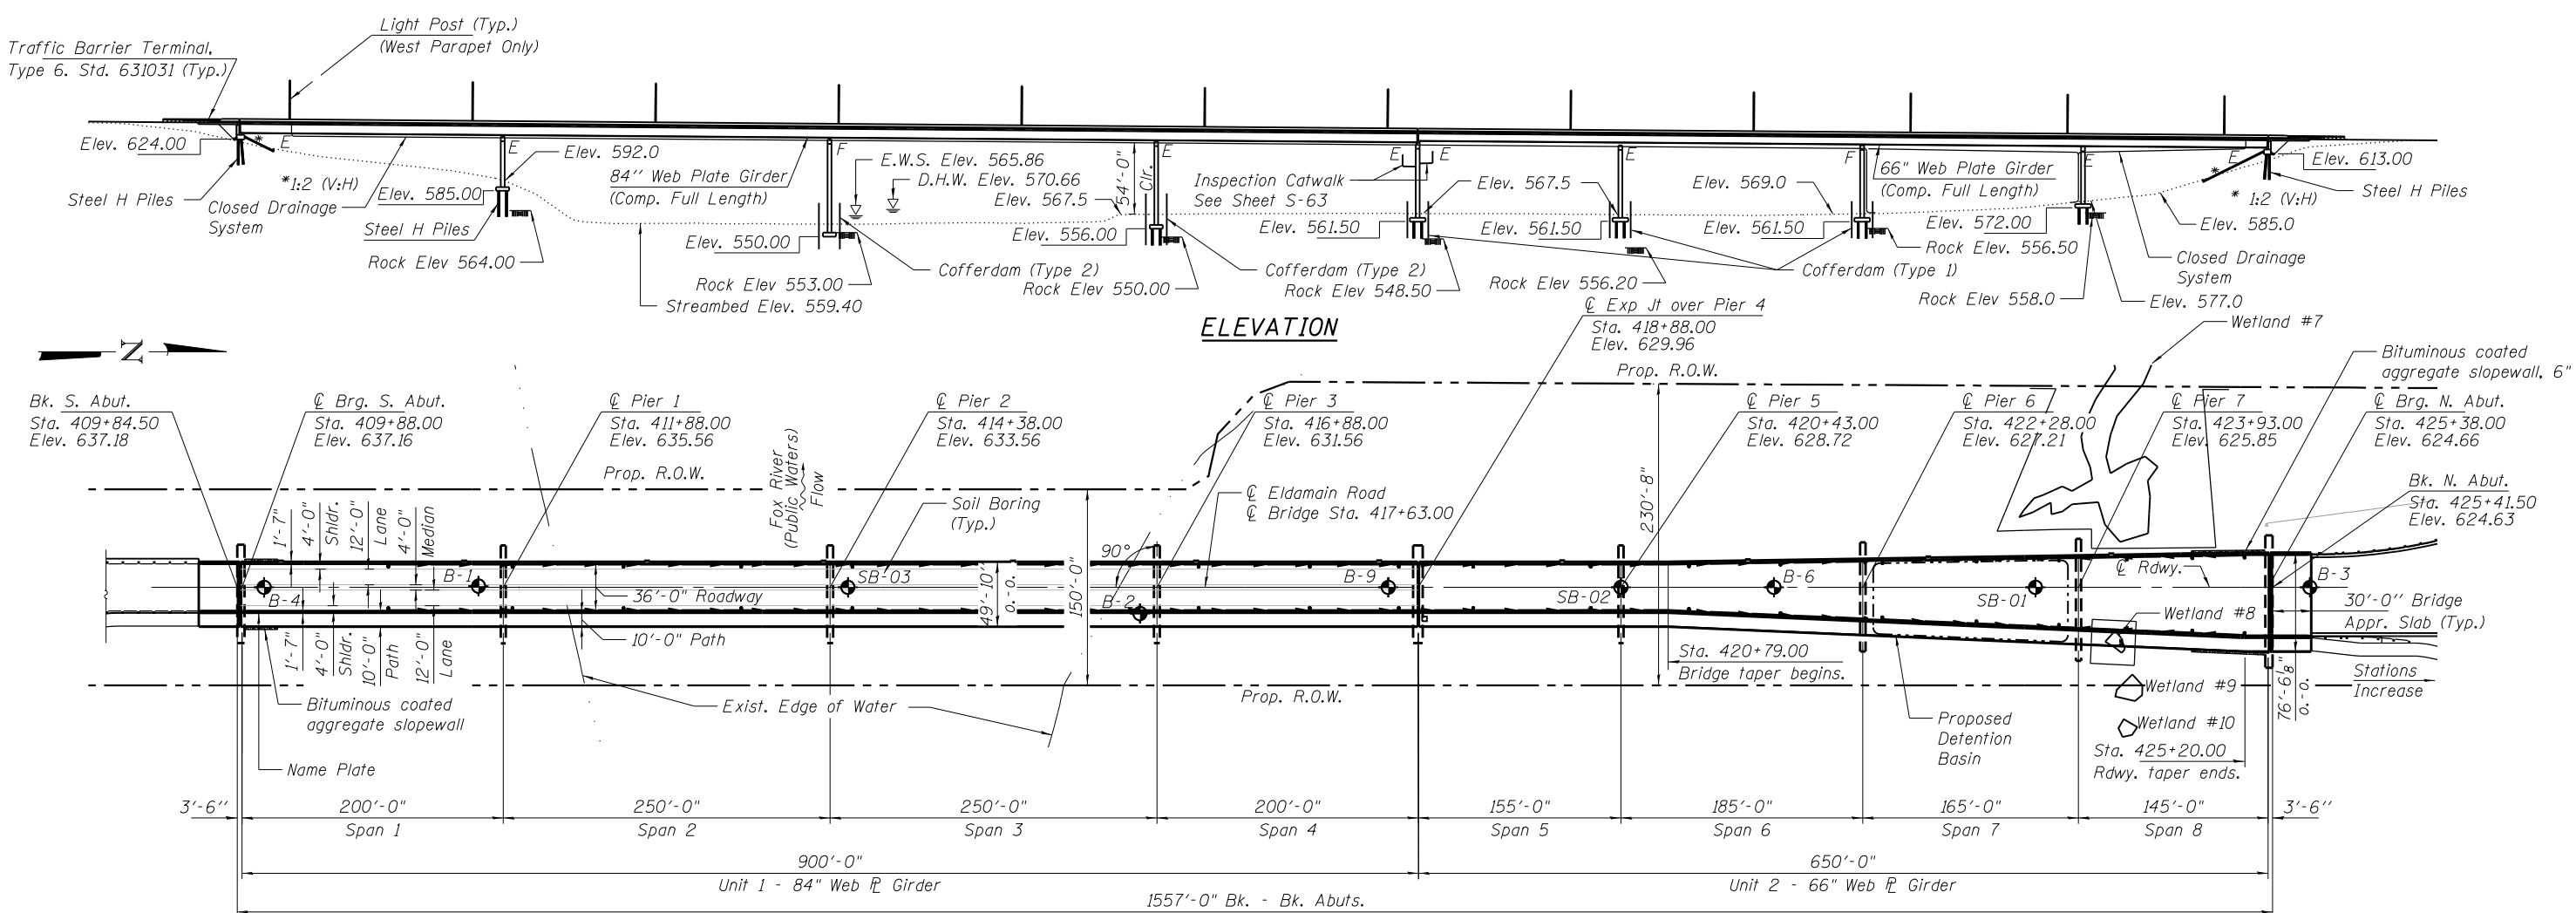 Light Post (Typ.)
(West Parapet Only)
Traffic Barrier Terminal,
Type 6. Std. 631031 (Typ.)
Elev. 624.00
*
E
E
Elev. 592.0
F
E.W.S. Elev. 565.86
D.H.W. Elev. 570.66
Elev. 567.5
54'-0"
Clr.
E
E
E
Inspection Catwalk
See Sheet S-63
Elev. 567.5
E
Elev. 569.0
F
66" Web Plate Girder
(Comp. Full Length)
E
E
*
Elev. 613.00
Steel H Piles
Steel H Piles
*1:2 (V:H)
* 1:2 (V:H)
Closed Drainage
System
Elev. 585.00
Steel H Piles
Rock Elev 564.00
84'' Web Plate Girder
(Comp. Full Length)
Elev. 550.00
Rock Elev 553.00
Streambed Elev. 559.40
Cofferdam (Type 2)
Elev. 556.00
Rock Elev 550.00
Cofferdam (Type 2)
Elev. 561.50
Rock Elev 548.50
Elev. 561.50
Rock Elev 556.20
Elev. 561.50
Cofferdam (Type 1)
Rock Elev. 556.50
Elev. 572.00
Rock Elev 558.0
Elev. 585.0
Closed Drainage
System
Elev. 577.0
ELEVATION
N
℄ Exp Jt over Pier 4
Sta. 418+88.00
Elev. 629.96
Wetland #7
Bituminous coated
aggregate slopewall, 6"
Prop. R.O.W.
Bk. S. Abut.
Sta. 409+84.50
Elev. 637.18
℄ Brg. S. Abut.
Sta. 409+88.00
Elev. 637.16
℄ Pier 1
Sta. 411+88.00
Elev. 635.56
℄ Pier 2
Sta. 414+38.00
Elev. 633.56
℄ Pier 3
Sta. 416+88.00
Elev. 631.56
℄ Pier 5
Sta. 420+43.00
Elev. 628.72
℄ Pier 6
Sta. 422+28.00
Elev. 627.21
℄ Pier 7
Sta. 423+93.00
Elev. 625.85
℄ Brg. N. Abut.
Sta. 425+38.00
Elev. 624.66
Bk. N. Abut.
Sta. 425+41.50
Elev. 624.63
Prop. R.O.W.
Fox River
(Public Waters)
Flow
Soil Boring
(Typ.)
℄ Eldamain Road
℄ Bridge Sta. 417+63.00
230'-8"
1'-7"
4'-0"
Shldr.
12'-0"
Lane
4'-0"
Median
90°
150'-0"
49'-10"
o.-o.
B-4
B-1
36'-0" Roadway
10'-0" Path
SB-03
B-2
B-9
SB-02
B-6
SB-01
℄ Rdwy.
B-3
1'-7"
4'-0"
Shldr.
10'-0"
Path
12'-0"
Lane
Wetland #8
30'-0" Bridge
Appr. Slab (Typ.)
Sta. 420+79.00
Bridge taper begins.
Bituminous coated
aggregate slopewall
Exist. Edge of Water
Prop. R.O.W.
Wetland #9
Wetland #10
Stations
Increase
76'-6⅛"
o.-o.
Proposed
Detention
Basin
Sta. 425+20.00
Rdwy. taper ends.
Name Plate
3'-6''
200'-0"
Span 1
250'-0"
Span 2
250'-0"
Span 3
200'-0"
Span 4
155'-0"
Span 5
185'-0"
Span 6
165'-0"
Span 7
145'-0"
Span 8
3'-6''
900'-0"
Unit 1 - 84" Web ⅊ Girder
650'-0"
Unit 2 - 66" Web ⅊ Girder
1557'-0" Bk. - Bk. Abuts.